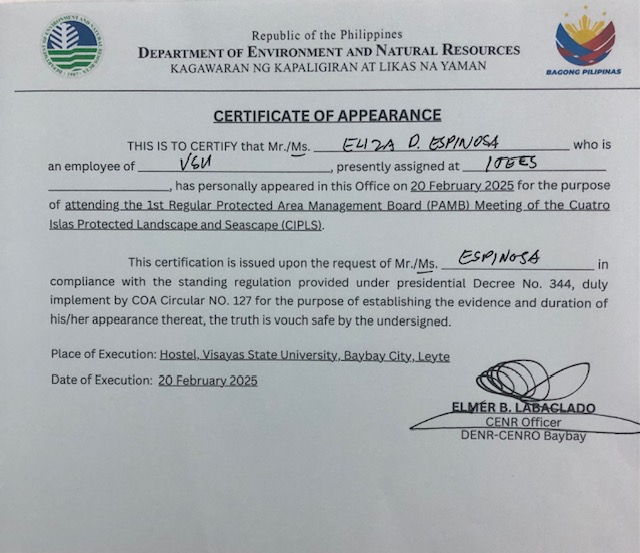 Republic of the Philippines
DEPARTMENT OF ENVIRONMENT AND NATURAL RESOURCES
KAGAWARAN NG KAPALIGIRAN AT LIKAS NA YAMAN
BAGONG PILIPINAS
CERTIFICATE OF APPEARANCE
THIS IS TO CERTIFY that Mr./Ms. ELIZA D. ESPINOSA who is
an employee of VSU, presently assigned at ITEES
, has personally appeared in this Office on 20 February 2025 for the purpose
of attending the 1st Regular Protected Area Management Board (PAMB) Meeting of the Cuatro
Islas Protected Landscape and Seascape (CIPLS).
This certification is issued upon the request of Mr./Ms. ESPINOSA in
compliance with the standing regulation provided under presidential Decree No. 344, duly
implement by COA Circular NO. 127 for the purpose of establishing the evidence and duration of
his/her appearance thereat, the truth is vouch safe by the undersigned.
Place of Execution: Hostel, Visayas State University, Baybay City, Leyte
Date of Execution: 20 February 2025
ELMER B. LABACLADO
CENR Officer
DENR-CENRO Baybay